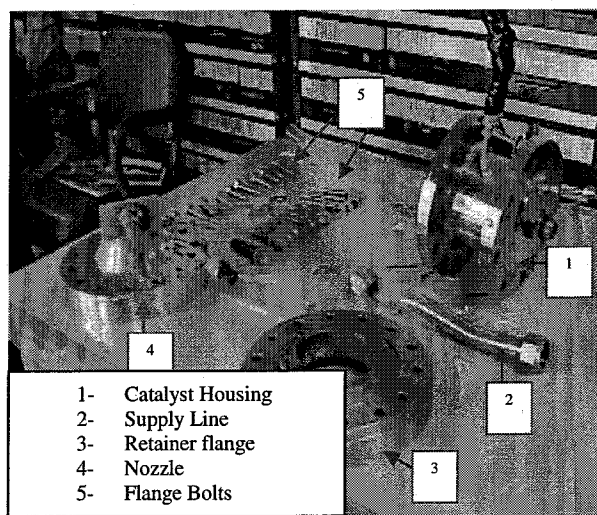 5
1
4
2
3
1- Catalyst Housing
2- Supply Line
3- Retainer flange
4- Nozzle
5- Flange Bolts